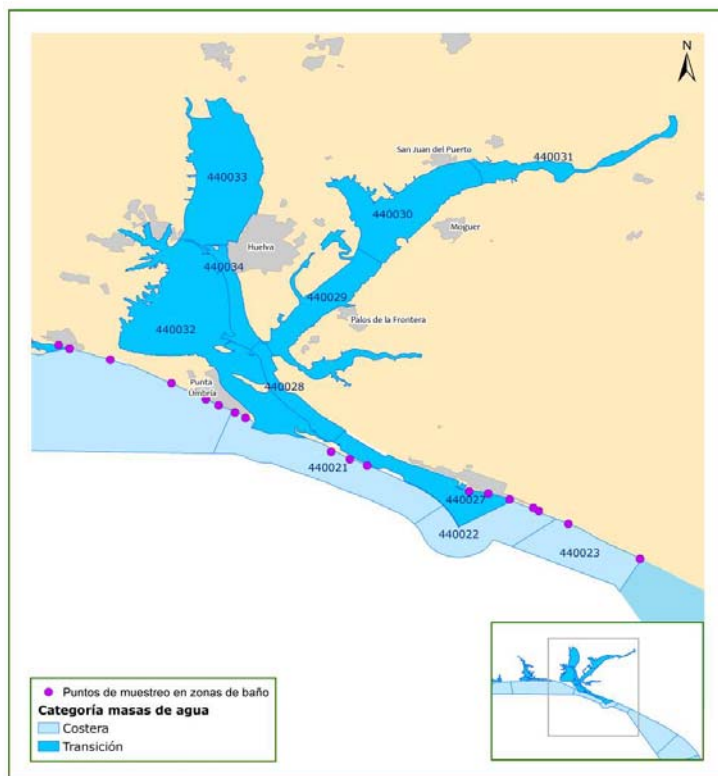 N
San Juan del Puerto
440031
440033
440030
Moguer
Huelva
440034
440029
Palos de la Frontera
440032
440028
Punta
Umbría
440021
440027
440022
440023
Puntos de muestreo en zonas de baño
Categoría masas de agua
Costera
Transición